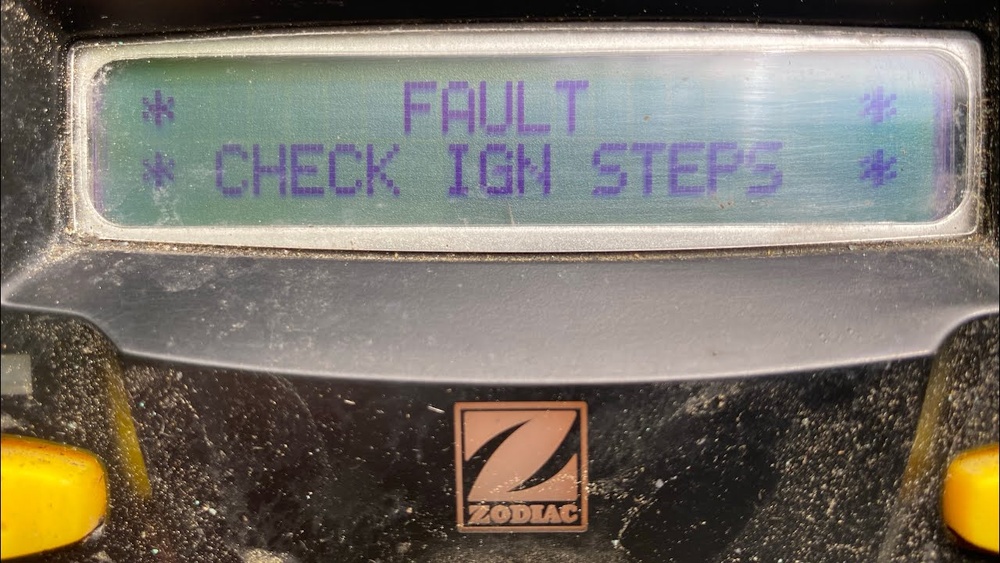 * FAULT *
* CHECK IGN STEPS *
ZODIAC